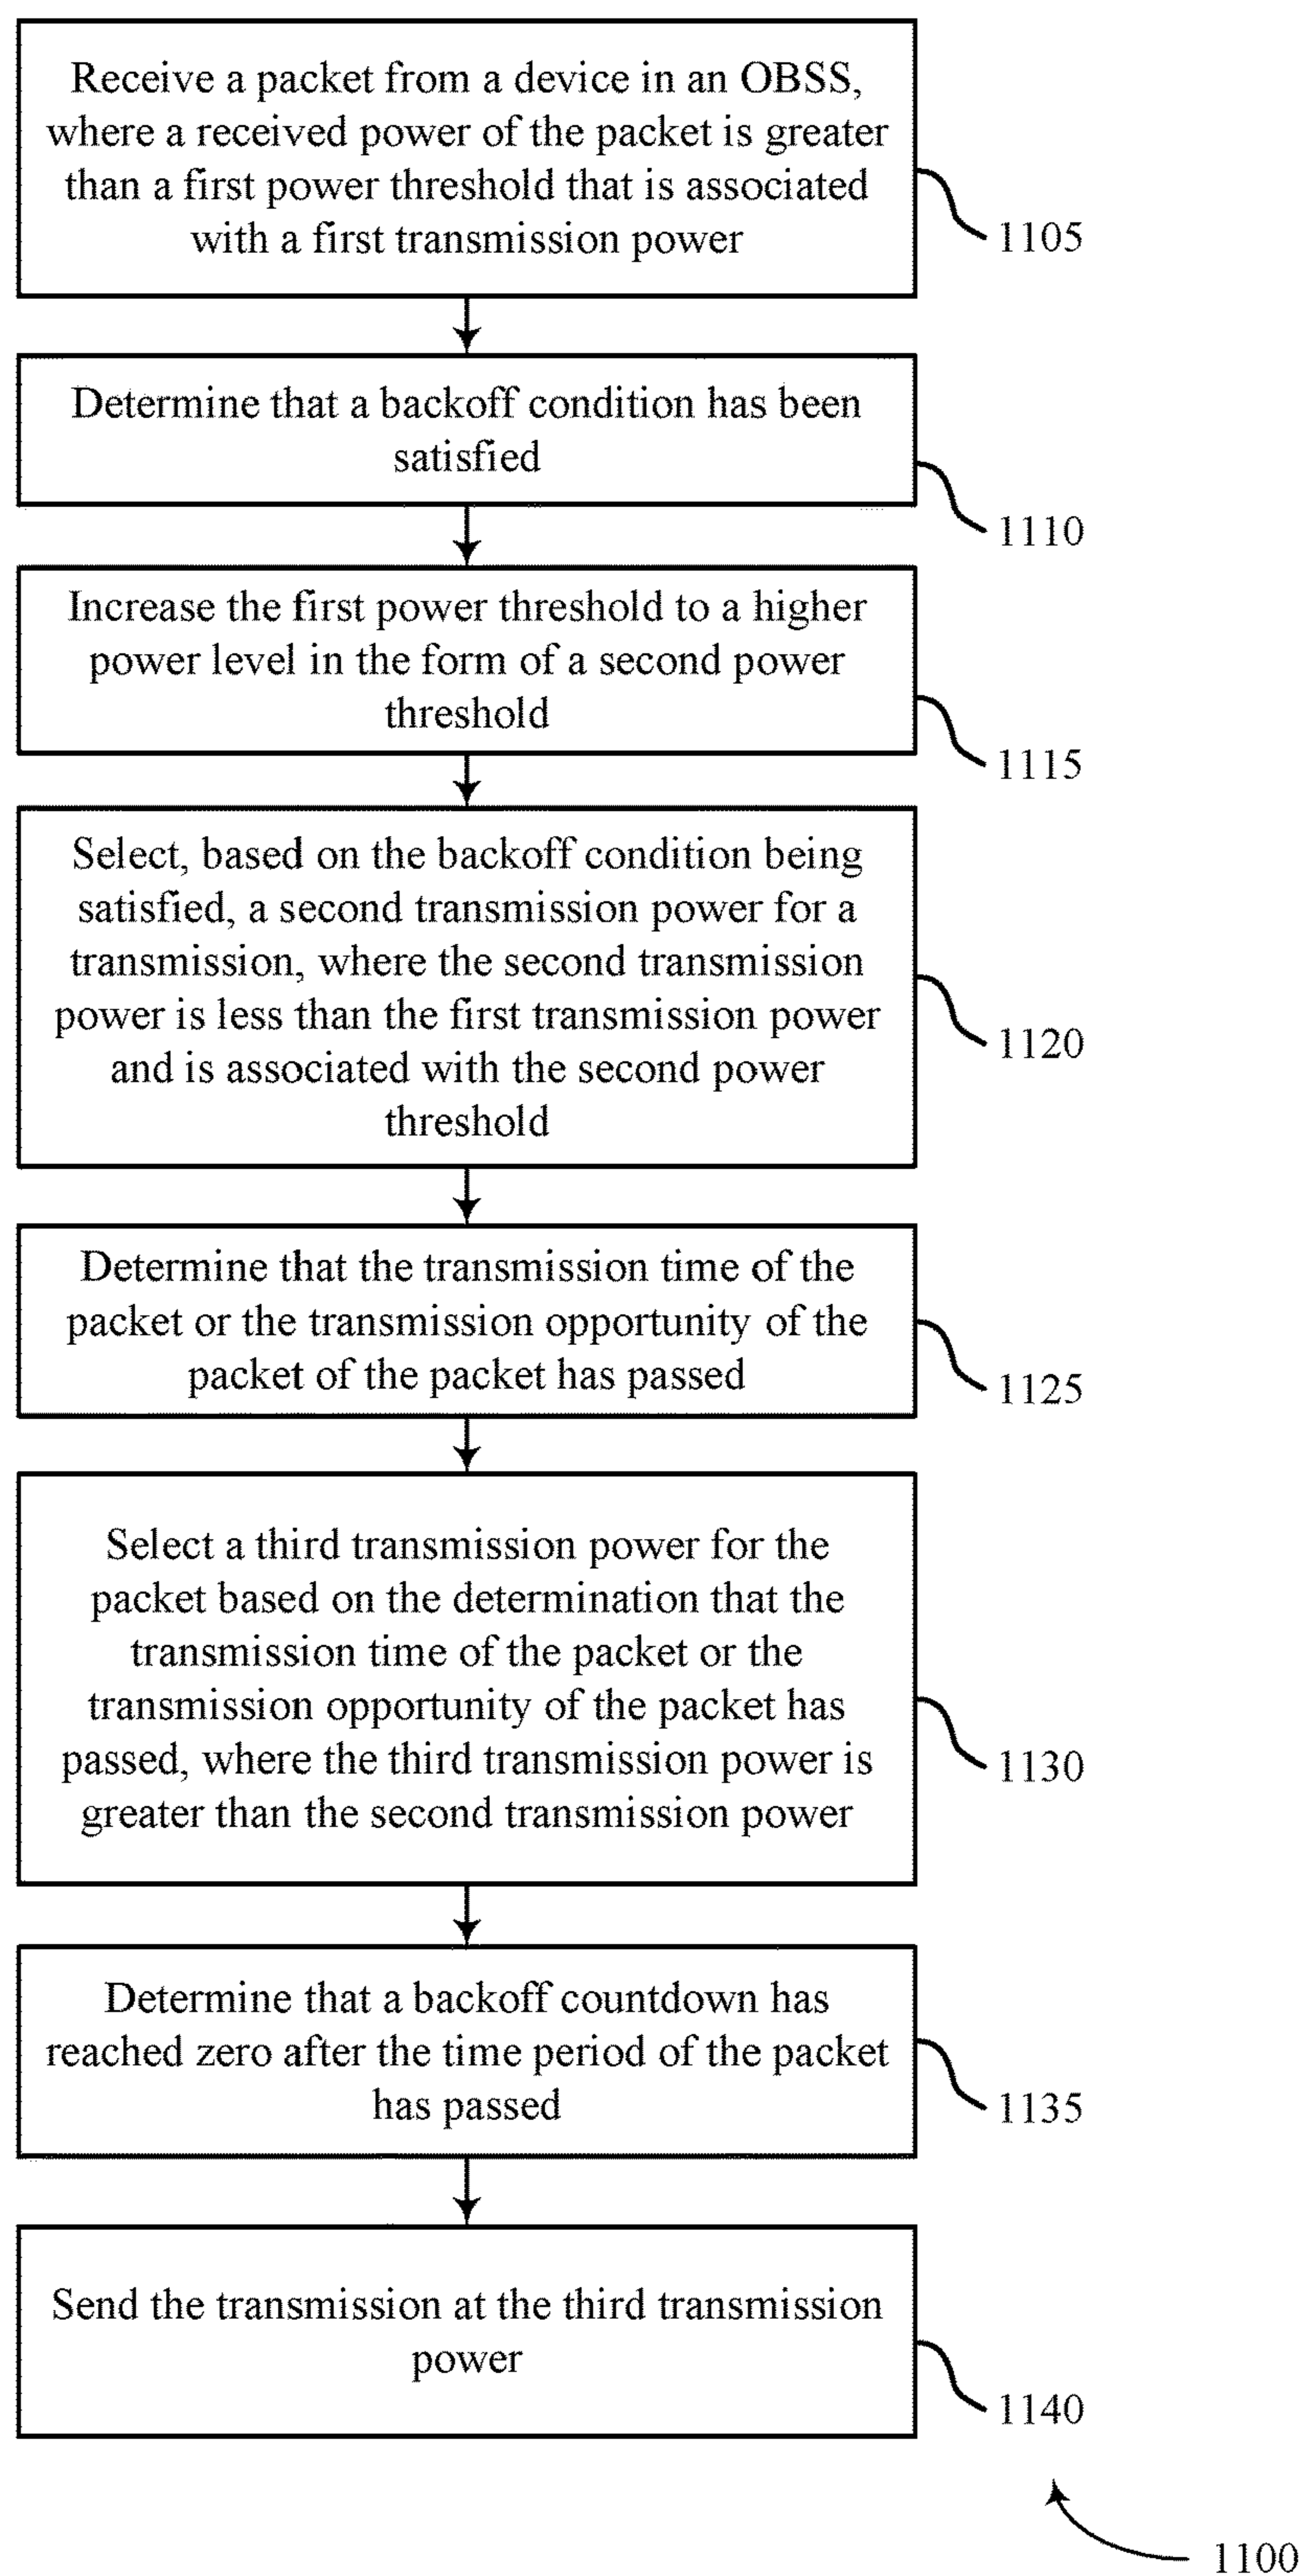 Receive a packet from a device in an OBSS,
where a received power of the packet is greater
than a first power threshold that is associated
with a first transmission power
1105
Determine that a backoff condition has been
satisfied
1110
Increase the first power threshold to a higher
power level in the form of a second power
threshold
1115
Select, based on the backoff condition being
satisfied, a second transmission power for a
transmission, where the second transmission
power is less than the first transmission power
and is associated with the second power
threshold
1120
Determine that the transmission time of the
packet or the transmission opportunity of the
packet of the packet has passed
1125
Select a third transmission power for the
packet based on the determination that the
transmission time of the packet or the
transmission opportunity of the packet has
passed, where the third transmission power is
greater than the second transmission power
1130
Determine that a backoff countdown has
reached zero after the time period of the packet
has passed
1135
Send the transmission at the third transmission
power
1140
1100